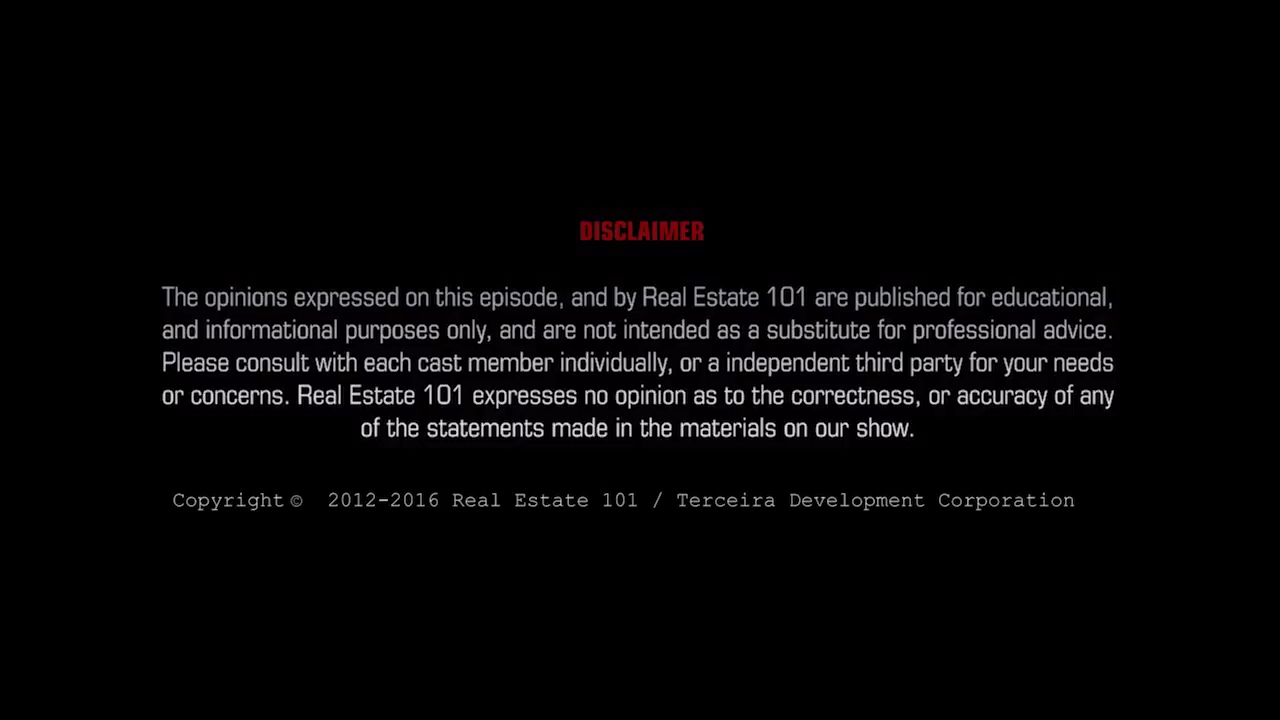 DISCLAIMER
The opinions expressed on this episode, and by Real Estate 101 are published for educational,
and informational purposes only, and are not intended as a substitute for professional advice.
Please consult with each cast member individually, or a independent third party for your needs
or concerns. Real Estate 101 expresses no opinion as to the correctness, or accuracy of any
of the statements made in the materials on our show.
Copyright © 2012-2016 Real Estate 101 / Terceira Development Corporation